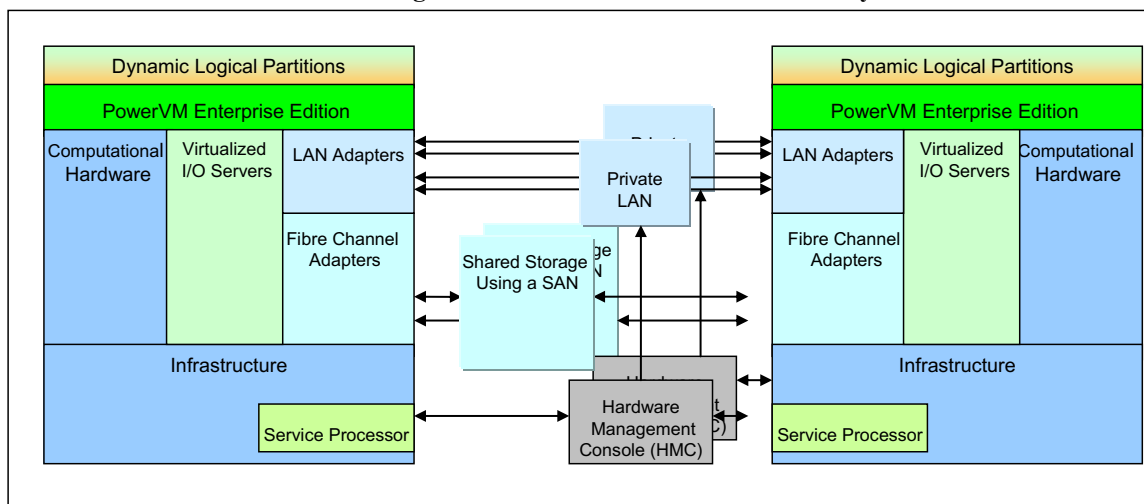 Dynamic Logical Partitions
PowerVM Enterprise Edition
Computational
Hardware
Virtualized
I/O Servers
LAN Adapters
Fibre Channel
Adapters
Infrastructure
Service Processor
Private
LAN
Shared Storage
Using a SAN
Hardware
Management
Console (HMC)
Dynamic Logical Partitions
PowerVM Enterprise Edition
LAN Adapters
Virtualized
I/O Servers
Computational
Hardware
Fibre Channel
Adapters
Infrastructure
Service Processor